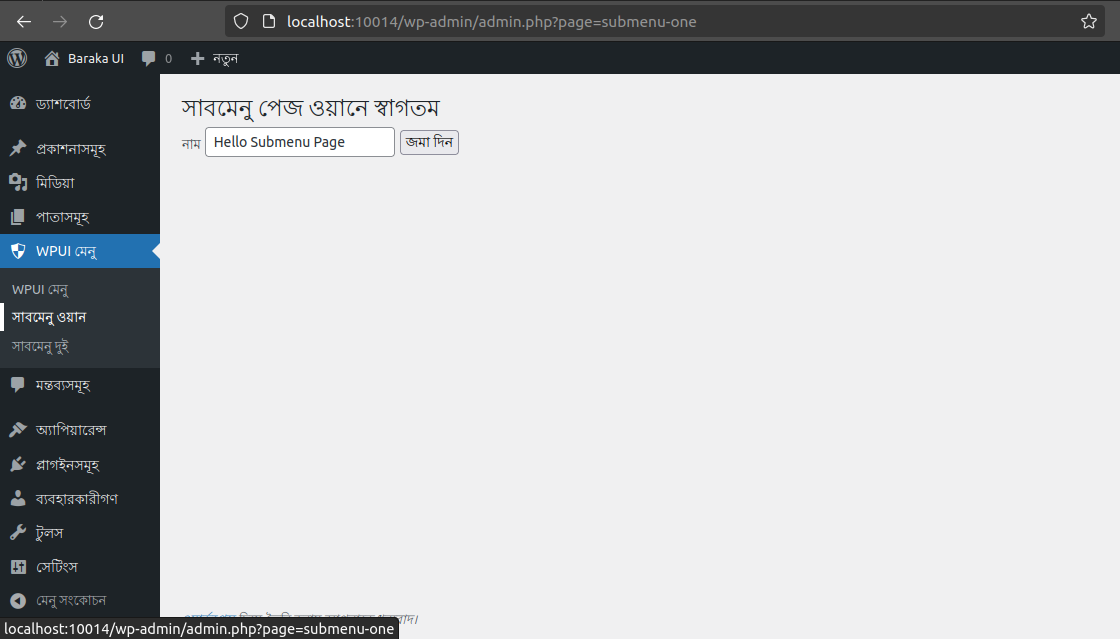 localhost:10014/wp-admin/admin.php?page=submenu-one
Baraka UI 0 নতুন
ড্যাশবোর্ড
প্রকাশনাসমূহ
মিডিয়া
পাতাসমূহ
WPUI মেনু
WPUI মেনু
সাবমেনু ওয়ান
সাবমেনু দুই
মন্তব্যসমূহ
অ্যাপিয়ারেন্স
প্লাগইনসমূহ
ব্যবহারকারীগণ
টুলস
সেটিংস
মেনু সংকোচন
সাবমেনু পেজ ওয়ানে স্বাগতম
নাম Hello Submenu Page জমা দিন
localhost:10014/wp-admin/admin.php?page=submenu-one